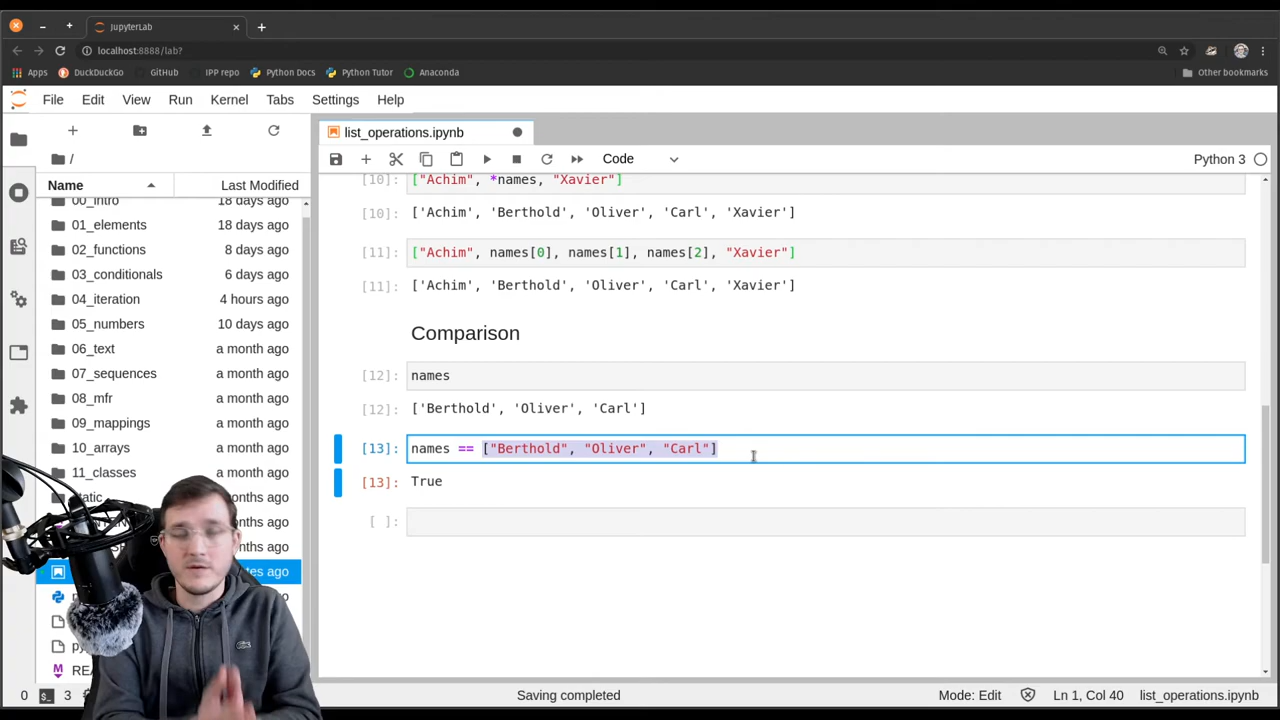 JupyterLab
localhost:8888/lab?
Apps DuckDuckGo GitHub IPP repo Python Docs Python Tutor Anaconda Other bookmarks
File Edit View Run Kernel Tabs Settings Help
/
Name Last Modified
00_intro 18 days ago
01_elements 18 days ago
02_functions 8 days ago
03_conditionals 6 days ago
04_iteration 4 hours ago
05_numbers 10 days ago
06_text a month ago
07_sequences a month ago
08_mfr a month ago
09_mappings a month ago
10_arrays a month ago
11_classes a month ago
static months ago
ago
list_operations.ipynb
Code Python 3
[10]: ["Achim", *names, "Xavier"]
[10]: ['Achim', 'Berthold', 'Oliver', 'Carl', 'Xavier']
[11]: ["Achim", names[0], names[1], names[2], "Xavier"]
[11]: ['Achim', 'Berthold', 'Oliver', 'Carl', 'Xavier']
Comparison
[12]: names
[12]: ['Berthold', 'Oliver', 'Carl']
[13]: names == ["Berthold", "Oliver", "Carl"]
[13]: True
[ ]:
0 $_ 3 Saving completed Mode: Edit Ln 1, Col 40 list_operations.ipynb